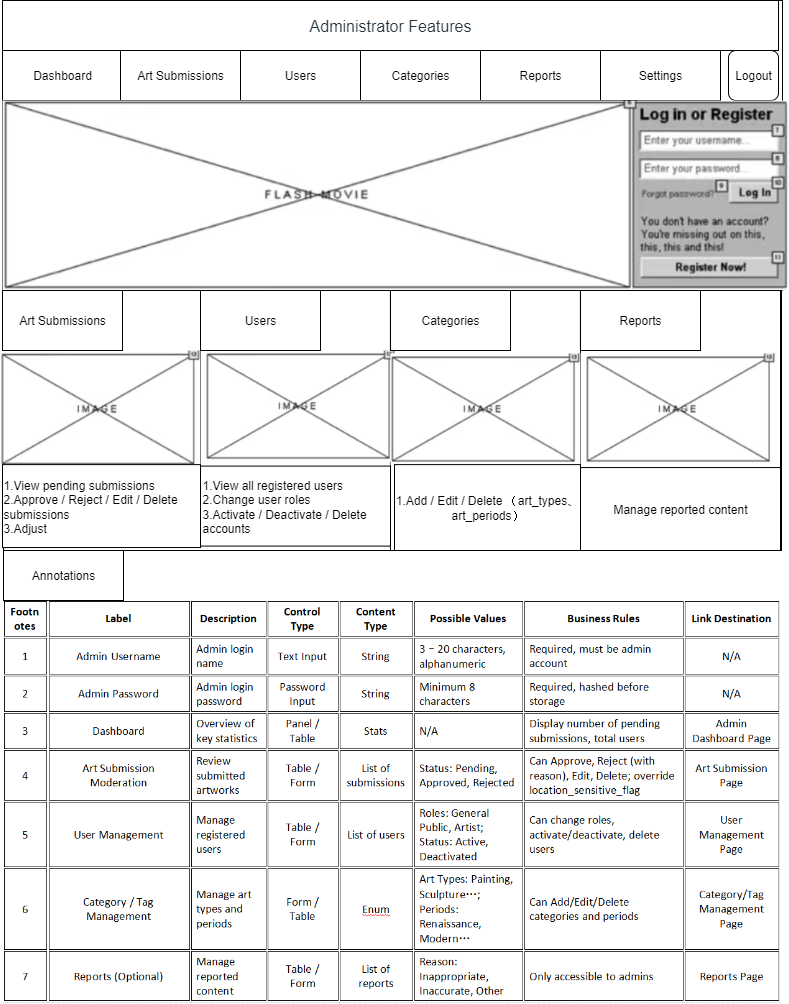 Administrator Features
Dashboard
Art Submissions
Users
Categories
Reports
Settings
Logout
FLASH MOVIE
Log in or Register
7
Enter your username...
8
Enter your password...
Forgot password?
9
10
Log In
You don't have an account?
You're missing out on this,
this, this and this!
11
Register Now!
Art Submissions
Users
Categories
Reports
IMAGE
IMAGE
IMAGE
IMAGE
1.View pending submissions
2.Approve / Reject / Edit / Delete
submissions
3.Adjust
1.View all registered users
2.Change user roles
3.Activate / Deactivate / Delete
accounts
1.Add / Edit / Delete （art_types、
art_periods）
Manage reported content
Annotations
Footn
otes
Label
Description
Control
Type
Content
Type
Possible Values
Business Rules
Link Destination
1
Admin Username
Admin login
name
Text Input
String
3 – 20 characters,
alphanumeric
Required, must be admin
account
N/A
2
Admin Password
Admin login
password
Password
Input
String
Minimum 8
characters
Required, hashed before
storage
N/A
3
Dashboard
Overview of
key statistics
Panel /
Table
Stats
N/A
Display number of pending
submissions, total users
Admin
Dashboard Page
4
Art Submission
Moderation
Review
submitted
artworks
Table /
Form
List of
submissions
Status: Pending,
Approved, Rejected
Can Approve, Reject (with
reason), Edit, Delete; override
location_sensitive_flag
Art Submission
Page
5
User Management
Manage
registered
users
Table /
Form
List of users
Roles: General
Public, Artist;
Status: Active,
Deactivated
Can change roles,
activate/deactivate, delete
users
User
Management
Page
6
Category / Tag
Management
Manage art
types and
periods
Form /
Table
Enum
Art Types: Painting,
Sculpture⋯;
Periods:
Renaissance,
Modern⋯
Can Add/Edit/Delete
categories and periods
Category/Tag
Management
Page
7
Reports (Optional)
Manage
reported
content
Table /
Form
List of
reports
Reason:
Inappropriate,
Inaccurate, Other
Only accessible to admins
Reports Page